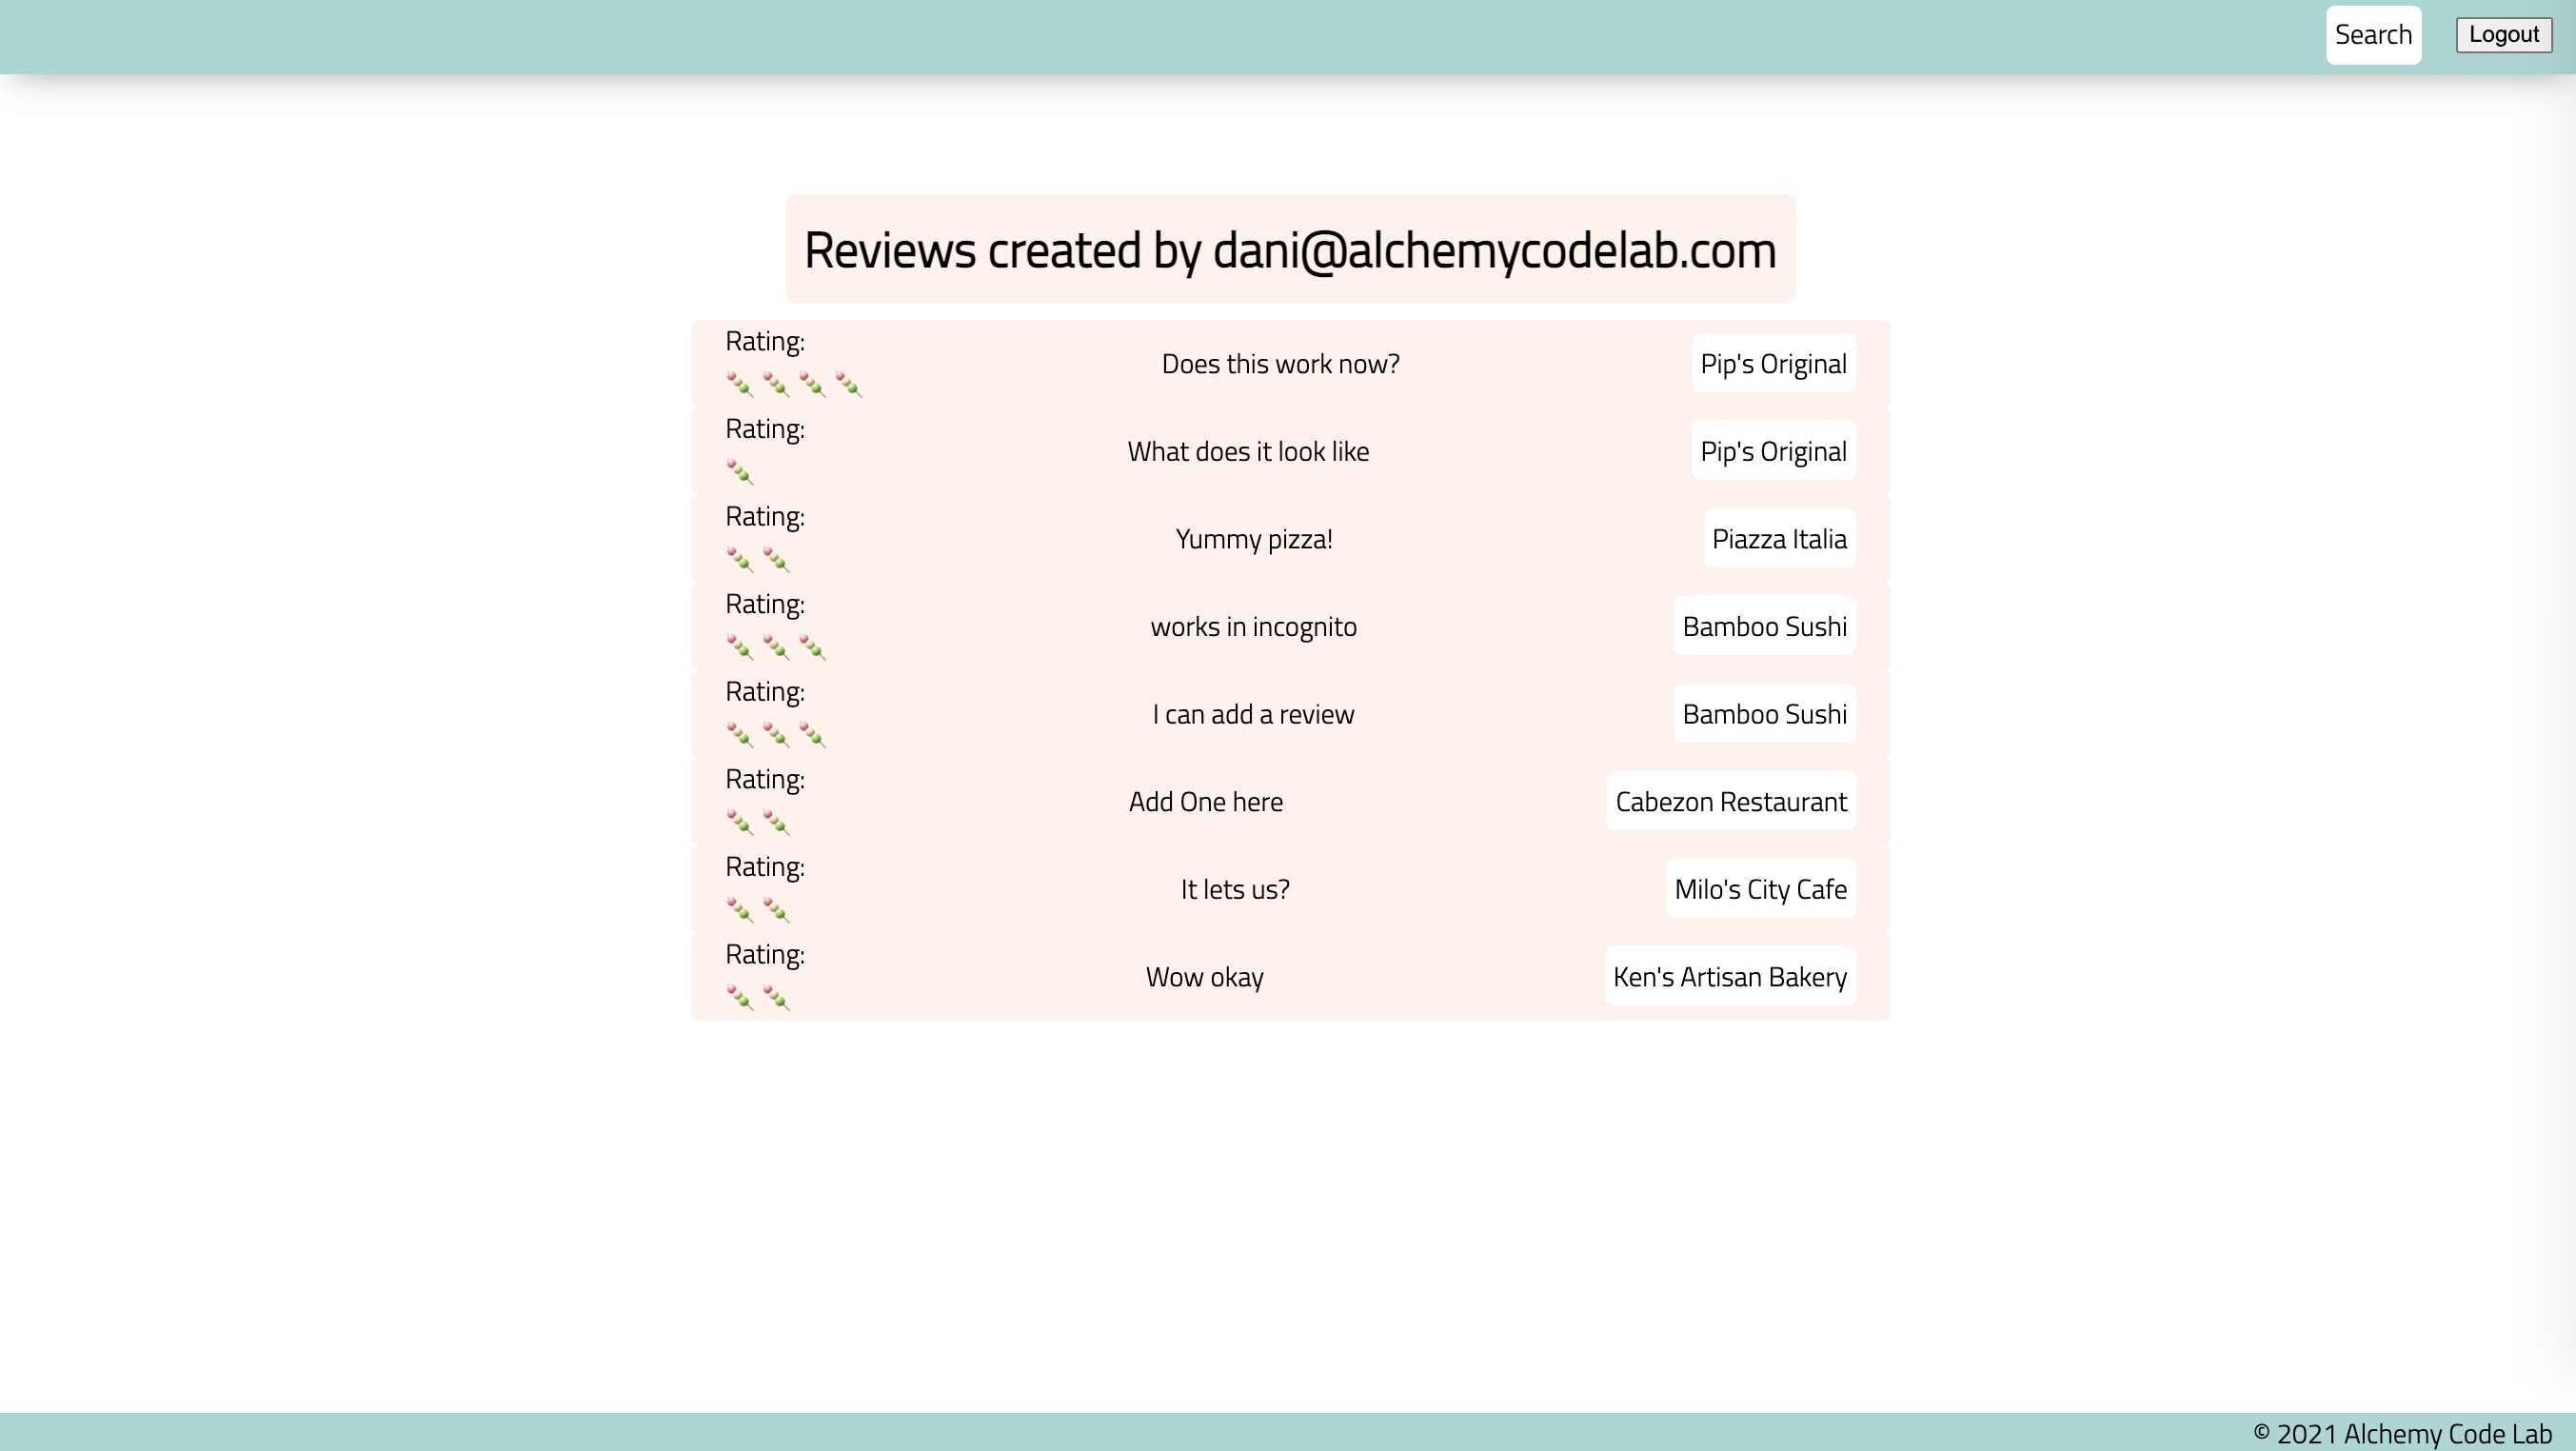 Search Logout
Reviews created by dani@alchemycodelab.com
Rating:
Does this work now? Pip's Original
Rating:
What does it look like Pip's Original
Rating:
Yummy pizza! Piazza Italia
Rating:
works in incognito Bamboo Sushi
Rating:
I can add a review Bamboo Sushi
Rating:
Add One here Cabezon Restaurant
Rating:
It lets us? Milo's City Cafe
Rating:
Wow okay Ken's Artisan Bakery
© 2021 Alchemy Code Lab